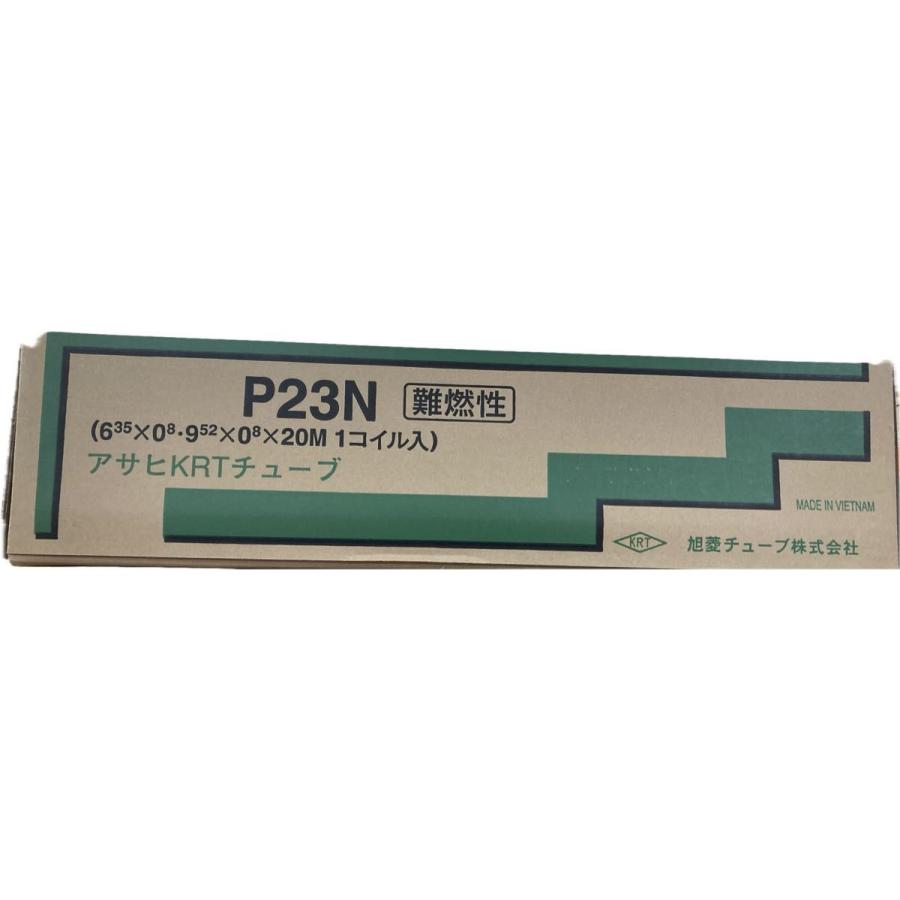 P23N 難燃性
(6³⁵×0⁸・9⁵²×0⁸×20M 1コイル入)
アサヒKRTチューブ
MADE IN VIETNAM
KRT 旭菱チューブ株式会社